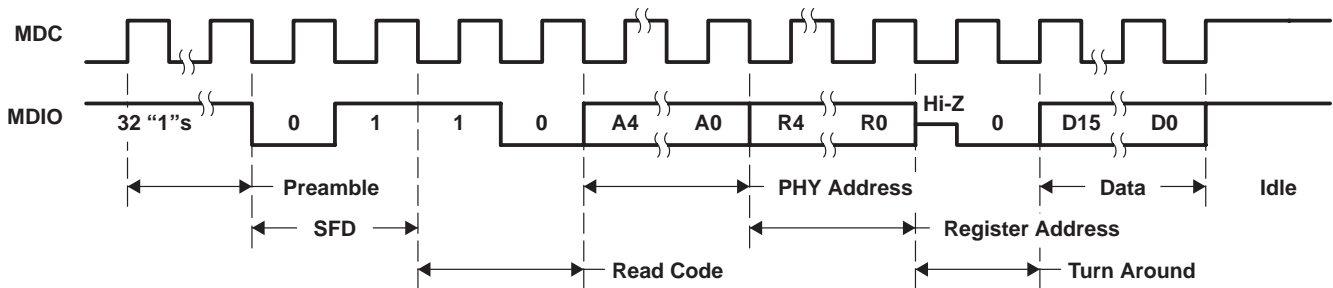 MDC
MDIO
32 “1”s 0 1 1 0 A4 A0 R4 R0 Hi-Z 0 D15 D0
Preamble PHY Address Data Idle
SFD Register Address
Read Code Turn Around